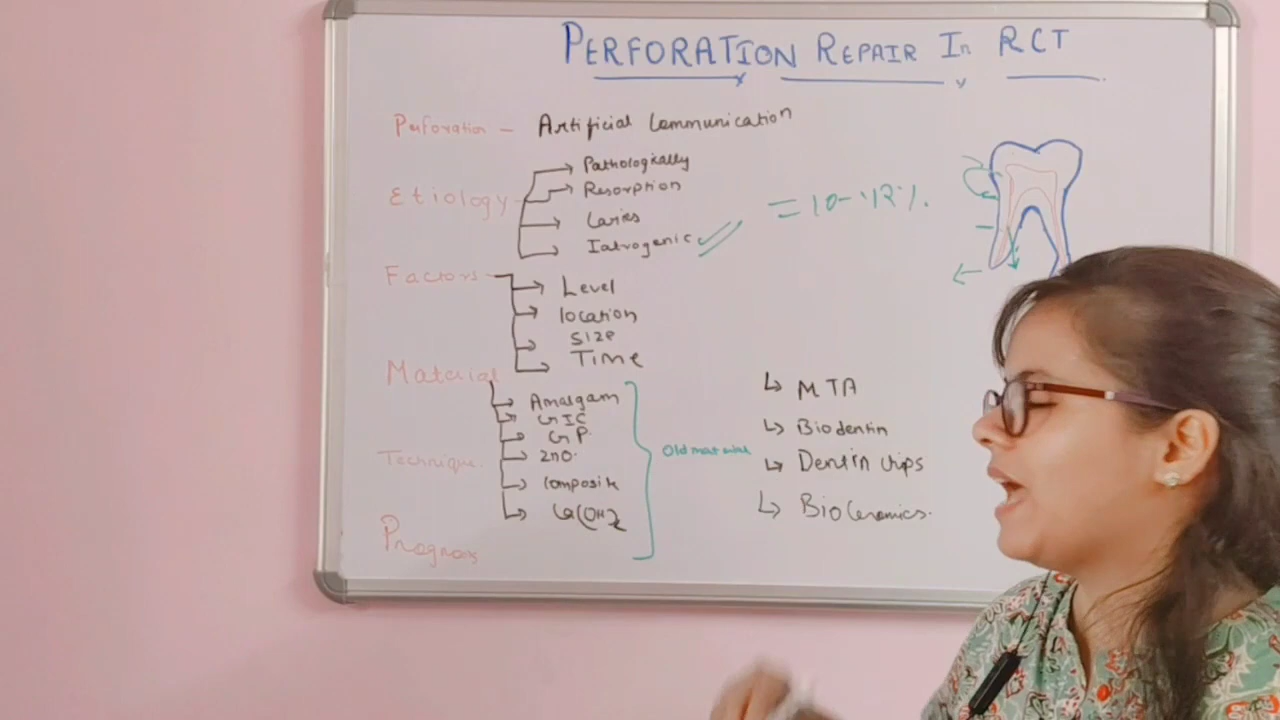 PERFORATION REPAIR In RCT
Perforation - Artificial Communication
Etiology
Pathologically
Resorption
Caries
Iatrogenic
= 10-12%.
Factors
Level
location
size
Time
Material
Amalgam
GIC
GP.
ZnO.
Composite
Ca(OH)2
Old material
MTA
Biodentin
Dentin chips
BioCeramics.
Technique.
Prognosis